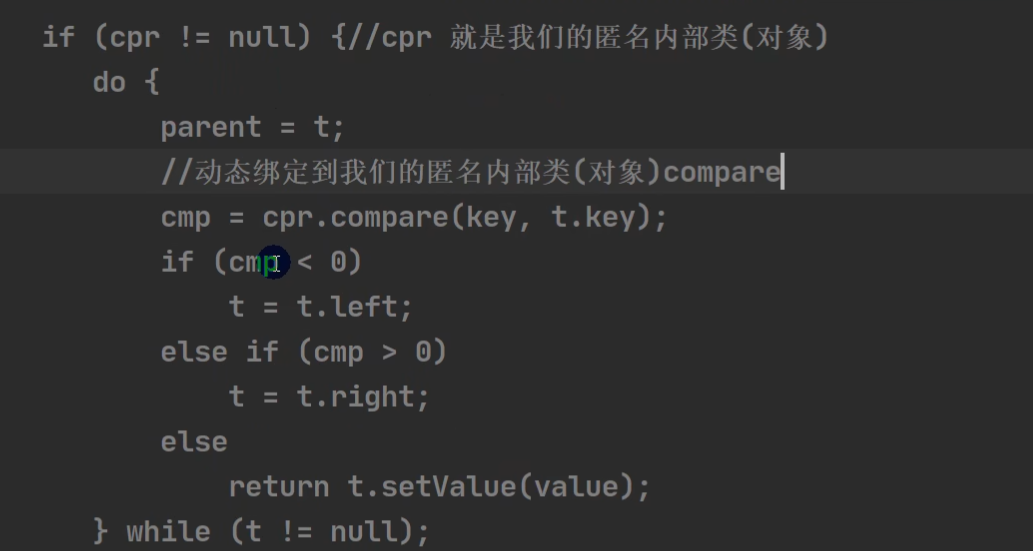 if (cpr != null) {//cpr 就是我们的匿名内部类(对象)
do {
parent = t;
//动态绑定到我们的匿名内部类(对象)compare
cmp = cpr.compare(key, t.key);
if (cmp < 0)
t = t.left;
else if (cmp > 0)
t = t.right;
else
return t.setValue(value);
} while (t != null);